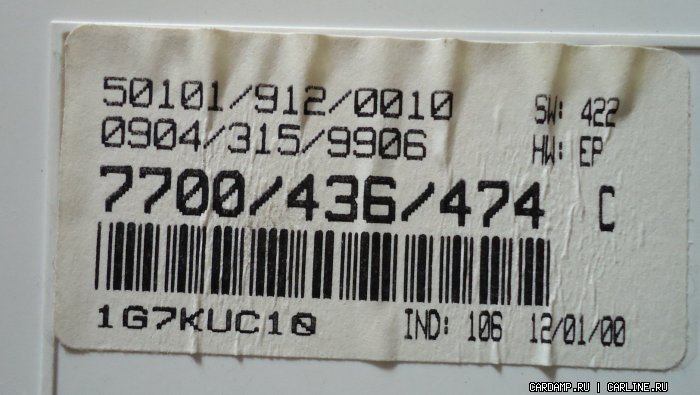 50101/912/0010 SW: 422
0904/315/9906 HW: EP
7700/436/474 C
1G7KUC10 IND: 106 12/01/00
CARDAMP.RU | CARLINE.RU